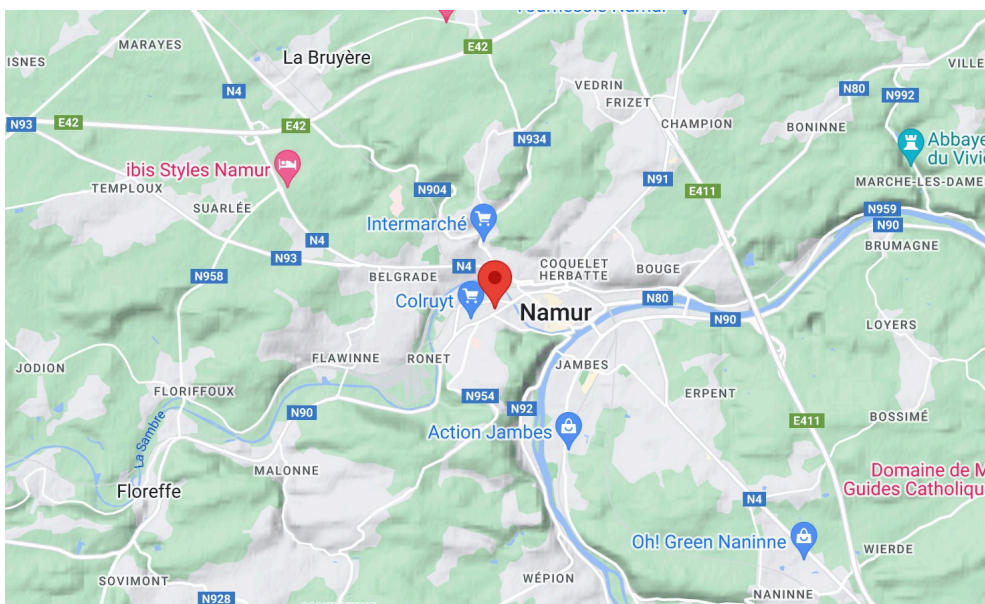 Tournesols Namur
E42
MARAYES
ISNES
La Bruyère
VILLE
VEDRIN
N4
N80
N992
FRIZET
N93
E42
E42
CHAMPION
BONINNE
N934
Abbaye
du Vivie
ibis Styles Namur
N91
MARCHE-LES-DAME
TEMPLOUX
N904
E411
SUARLÉE
N959
Intermarché
N90
N4
BRUMAGNE
N93
COQUELET
HERBATTE
BOUGE
N958
BELGRADE
N4
Colruyt
Namur
N80
N90
LOYERS
FLAWINNE
RONET
JAMBES
JODION
FLORIFFOUX
N954
ERPENT
N90
N92
E411
BOSSIMÉ
La Sambre
Action Jambes
MALONNE
Domaine de M
Guides Catholiqu
Floreffe
N4
Oh! Green Naninne
WIERDE
SOVIMONT
WÉPION
NANINNE
N928